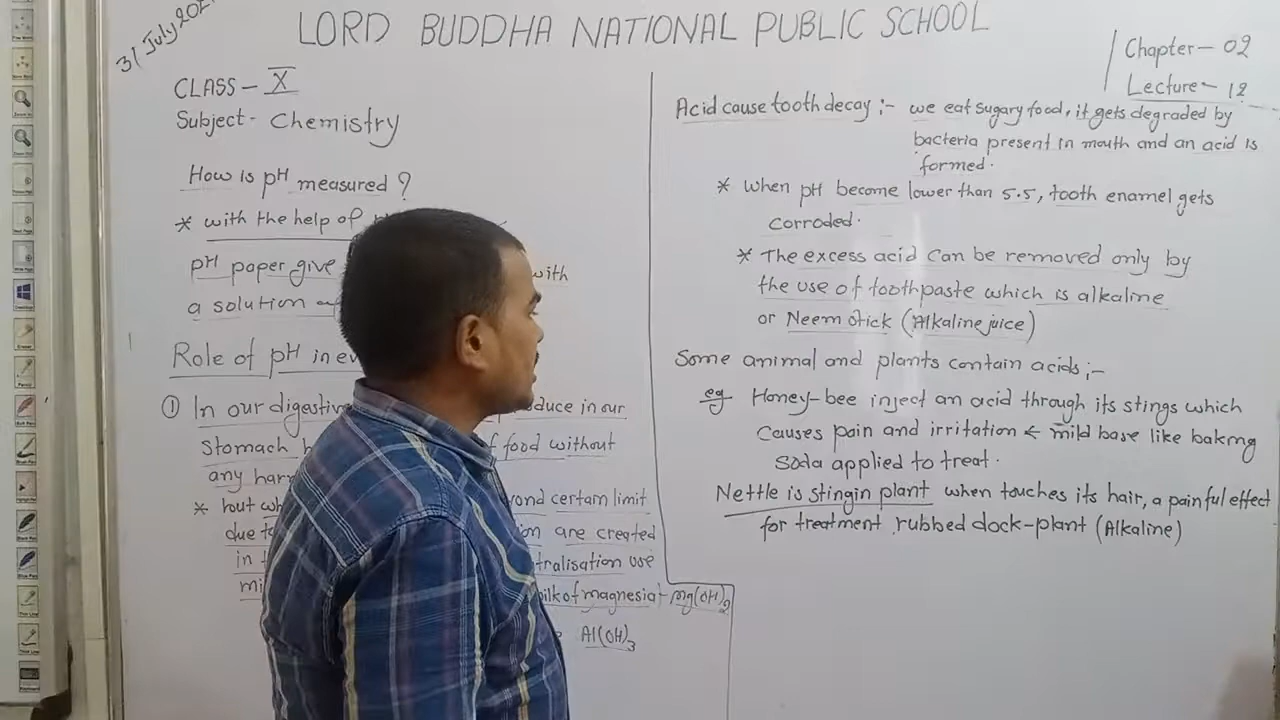 31 July 202
LORD BUDDHA NATIONAL PUBLIC SCHOOL
Chapter - 02
Lecture - 12
CLASS - X
Subject - Chemistry
How is pH measured ?
* with the help of
pH paper give with
a solution
Role of pH in
① In our digestiv oduce in our
Stomach food without
any har
* but wh yond certain limit
due to on are created
in tralisation use
mi milk of magnesia - Mg(OH)2
Al(OH)3
Acid cause tooth decay :- we eat sugary food, it gets degraded by
bacteria present in mouth and an acid is
formed.
* When pH become lower than 5.5, tooth enamel gets
corroded.
* The excess acid can be removed only by
the use of toothpaste which is alkaline
or Neem stick (Alkaline juice)
Some animal and plants contain acids ;-
eg Honey-bee inject an acid through its stings which
causes pain and irritation ← mild base like baking
soda applied to treat.
Nettle is stingin plant when touches its hair, a painful effect
for treatment rubbed dock-plant (Alkaline)